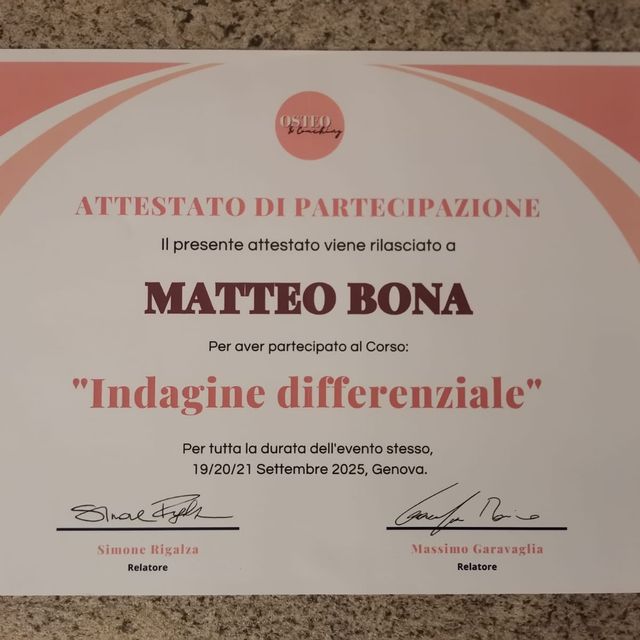 OSTEO
& Coaching
ATTESTATO DI PARTECIPAZIONE
Il presente attestato viene rilasciato a
MATTEO BONA
Per aver partecipato al Corso:
"Indagine differenziale"
Per tutta la durata dell'evento stesso,
19/20/21 Settembre 2025, Genova.
Simone Rigalza
Relatore
Massimo Garavaglia
Relatore